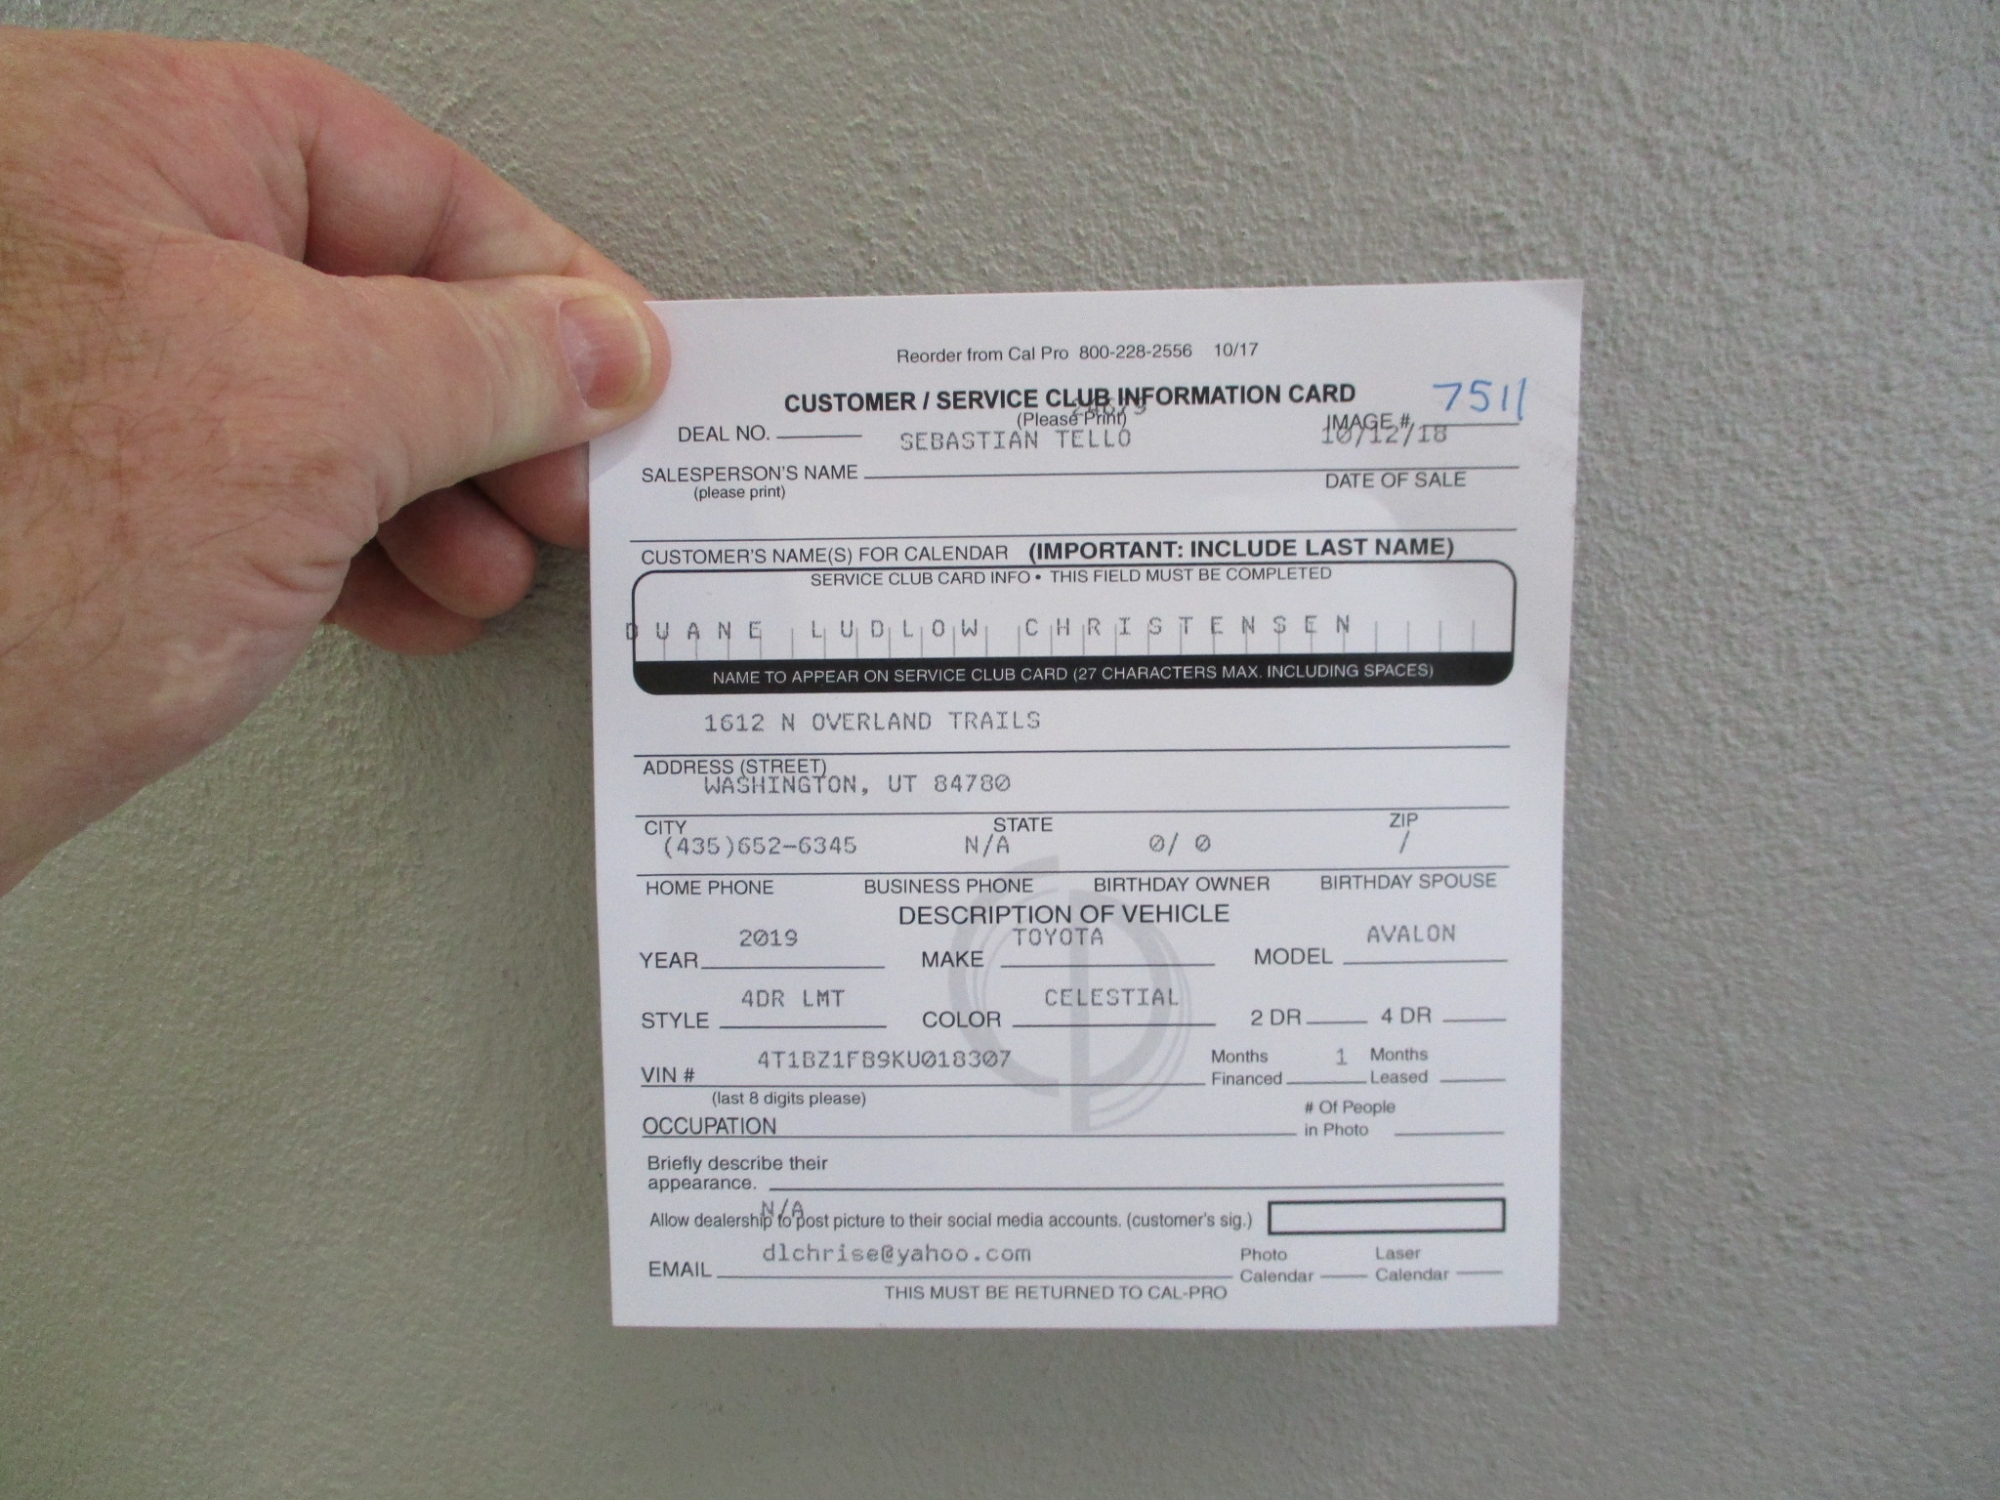 Reorder from Cal Pro 800-228-2556 10/17
CUSTOMER / SERVICE CLUB INFORMATION CARD 7511
(Please Print)
DEAL NO. SEBASTIAN TELLO IMAGE # 10/12/18
SALESPERSON'S NAME DATE OF SALE
(please print)
CUSTOMER'S NAME(S) FOR CALENDAR (IMPORTANT: INCLUDE LAST NAME)
SERVICE CLUB CARD INFO • THIS FIELD MUST BE COMPLETED
DUANE LUDLOW CHRISTENSEN
NAME TO APPEAR ON SERVICE CLUB CARD (27 CHARACTERS MAX. INCLUDING SPACES)
1612 N OVERLAND TRAILS
ADDRESS (STREET)
WASHINGTON, UT 84780
CITY STATE ZIP
(435)652-6345 N/A 0/ 0 /
HOME PHONE BUSINESS PHONE BIRTHDAY OWNER BIRTHDAY SPOUSE
DESCRIPTION OF VEHICLE
2019 TOYOTA AVALON
YEAR MAKE MODEL
4DR LMT CELESTIAL
STYLE COLOR 2 DR 4 DR
4T1BZ1FB9KU018307 Months 1 Months
VIN # Financed Leased
(last 8 digits please) # Of People
OCCUPATION in Photo
Briefly describe their
appearance.
N/A
Allow dealership to post picture to their social media accounts. (customer's sig.)
dlchrise@yahoo.com Photo Laser
EMAIL Calendar Calendar
THIS MUST BE RETURNED TO CAL-PRO